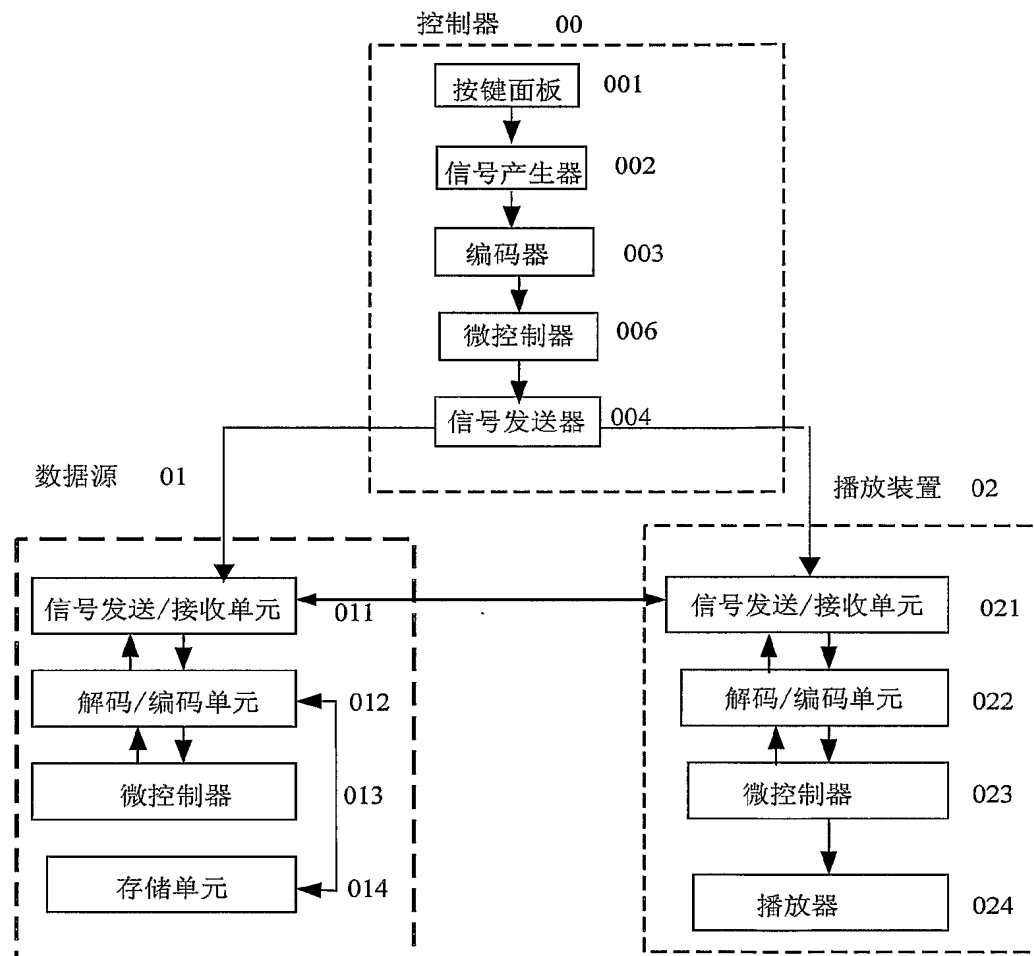 控制器 00
按键面板 001
信号产生器 002
编码器 003
微控制器 006
信号发送器 004
数据源 01
信号发送/接收单元 011
解码/编码单元 012
微控制器 013
存储单元 014
播放装置 02
信号发送/接收单元 021
解码/编码单元 022
微控制器 023
播放器 024